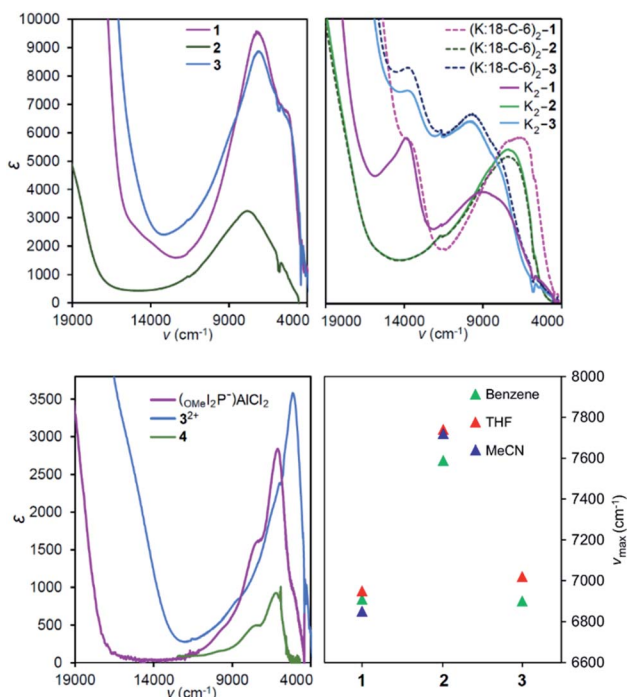 10000
9000
8000
7000
6000
5000
4000
3000
2000
1000
0
ε
1
2
3
19000 14000 9000 4000
ν (cm⁻¹)
(K:18-C-6)₂–1
(K:18-C-6)₂–2
(K:18-C-6)₂–3
K₂–1
K₂–2
K₂–3
19000 14000 9000 4000
ν (cm⁻¹)
3500
3000
2500
2000
1500
1000
500
0
ε
(OMeI₂P⁻)AlCl₂
3²⁺
4
19000 14000 9000 4000
ν (cm⁻¹)
Benzene
THF
MeCN
8000
7800
7600
7400
7200
7000
6800
6600
νmax (cm⁻¹)
1 2 3